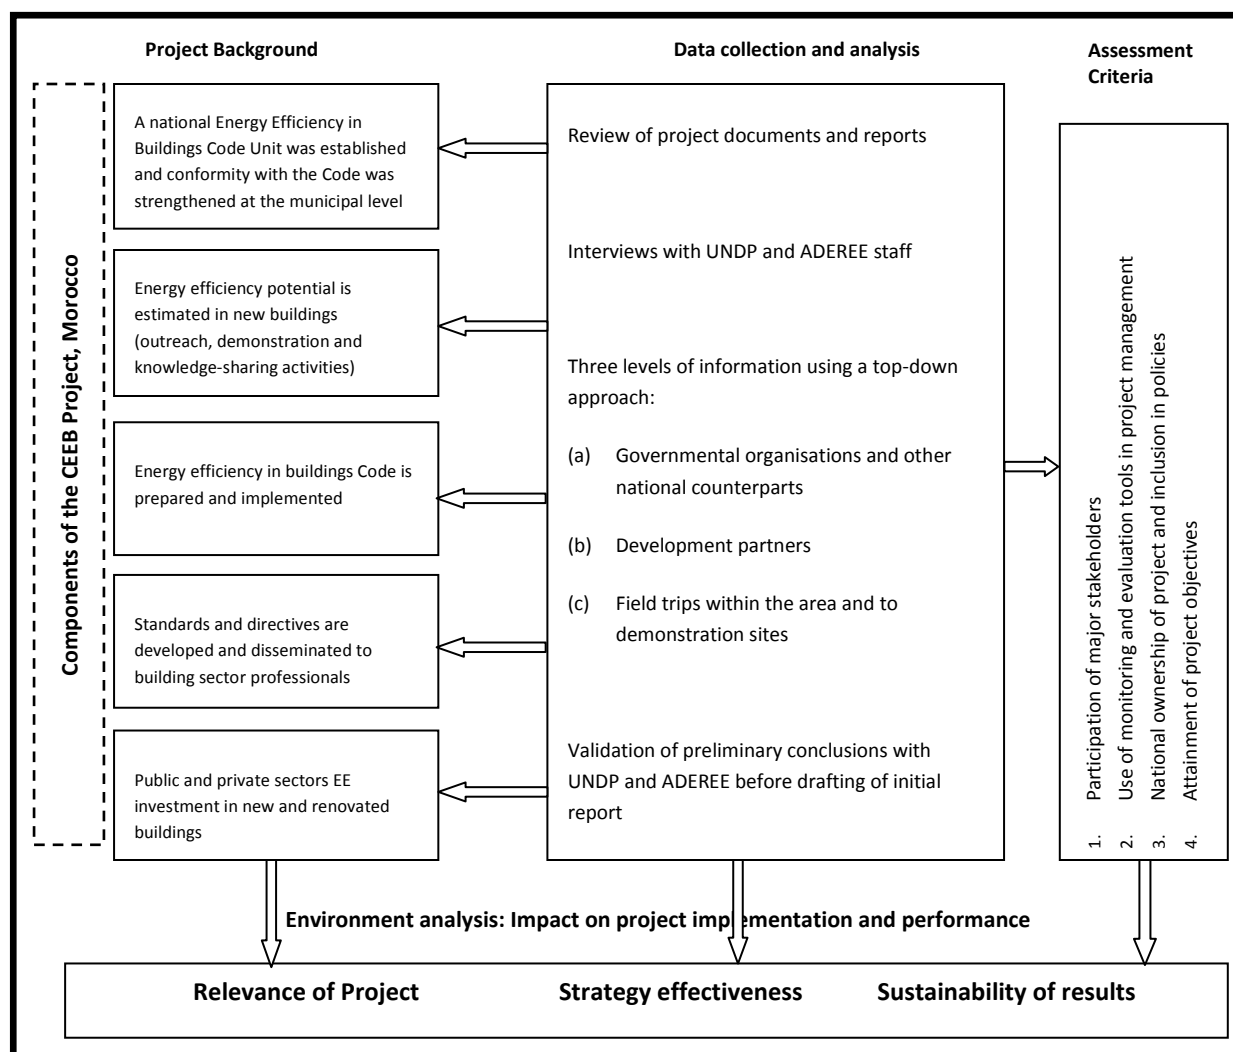 Project Background
Data collection and analysis
Assessment
Criteria
Components of the CEEB Project, Morocco
A national Energy Efficiency in
Buildings Code Unit was established
and conformity with the Code was
strengthened at the municipal level
Energy efficiency potential is
estimated in new buildings
(outreach, demonstration and
knowledge-sharing activities)
Energy efficiency in buildings Code is
prepared and implemented
Standards and directives are
developed and disseminated to
building sector professionals
Public and private sectors EE
investment in new and renovated
buildings
Review of project documents and reports
Interviews with UNDP and ADEREE staff
Three levels of information using a top-down
approach:
(a) Governmental organisations and other
national counterparts
(b) Development partners
(c) Field trips within the area and to
demonstration sites
Validation of preliminary conclusions with
UNDP and ADEREE before drafting of initial
report
1. Participation of major stakeholders
2. Use of monitoring and evaluation tools in project management
3. National ownership of project and inclusion in policies
4. Attainment of project objectives
Environment analysis: Impact on project implementation and performance
Relevance of Project Strategy effectiveness Sustainability of results